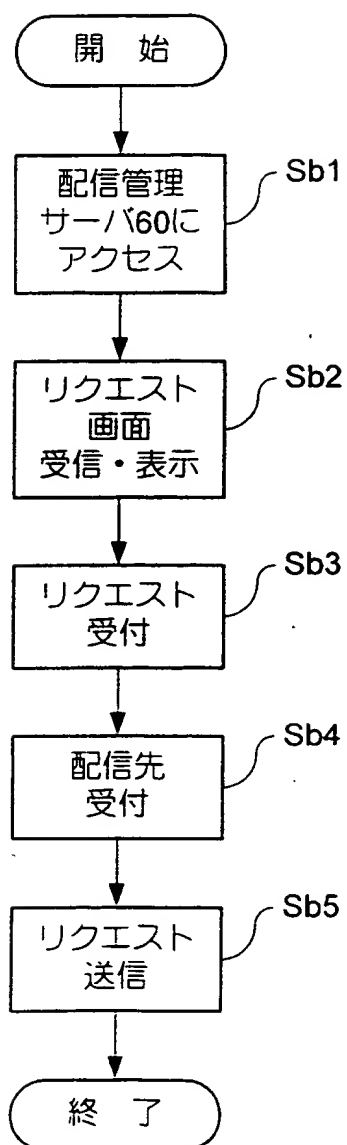 開 始
配信管理
サーバ60に
アクセス
Sb1
リクエスト
画面
受信・表示
Sb2
リクエスト
受付
Sb3
配信先
受付
Sb4
リクエスト
送信
Sb5
終 了